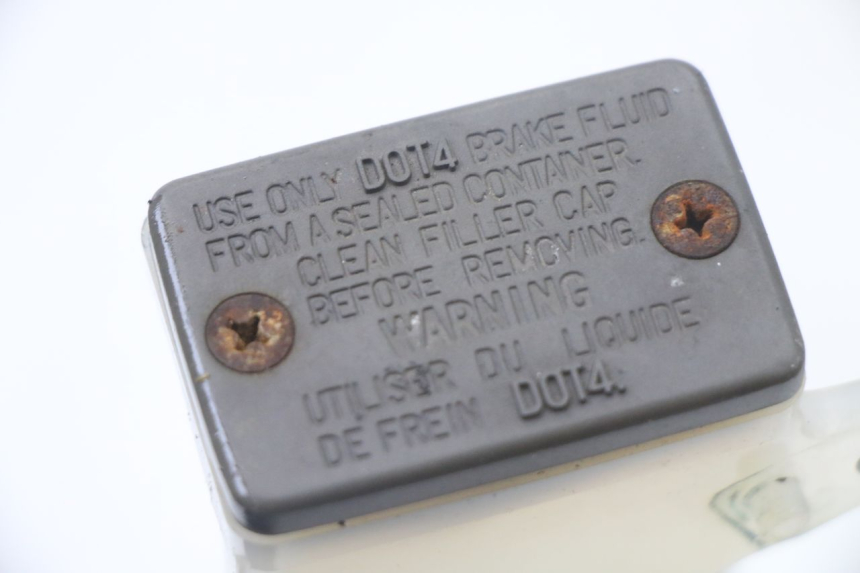 USE ONLY DOT4 BRAKE FLUID
FROM A SEALED CONTAINER.
CLEAN FILLER CAP
BEFORE REMOVING.
WARNING
UTILISER DU LIQUIDE
DE FREIN DOT4.